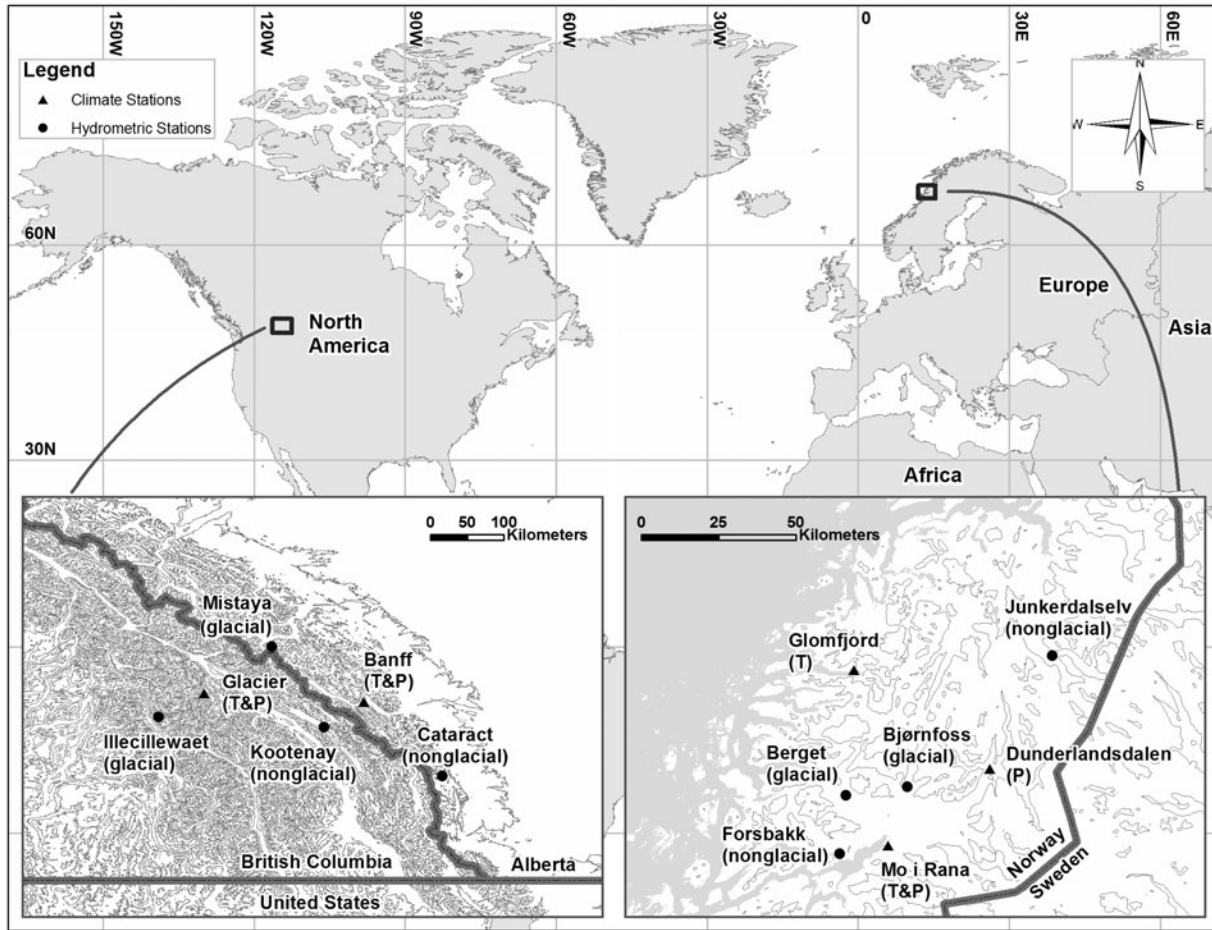 150W
120W
90W
60W
30W
0
30E
60E
Legend
Climate Stations
Hydrometric Stations
N
W
E
S
60N
30N
North
America
Europe
Asia
Africa
0 50 100
Kilometers
Mistaya
(glacial)
Banff
(T&P)
Glacier
(T&P)
Illecillewaet
(glacial)
Kootenay
(nonglacial)
Cataract
(nonglacial)
British Columbia
Alberta
United States
0 25 50
Kilometers
Junkerdalselv
(nonglacial)
Glomfjord
(T)
Bjørnfoss
(glacial)
Berget
(glacial)
Dunderlandsdalen
(P)
Forsbakk
(nonglacial)
Mo i Rana
(T&P)
Norway
Sweden